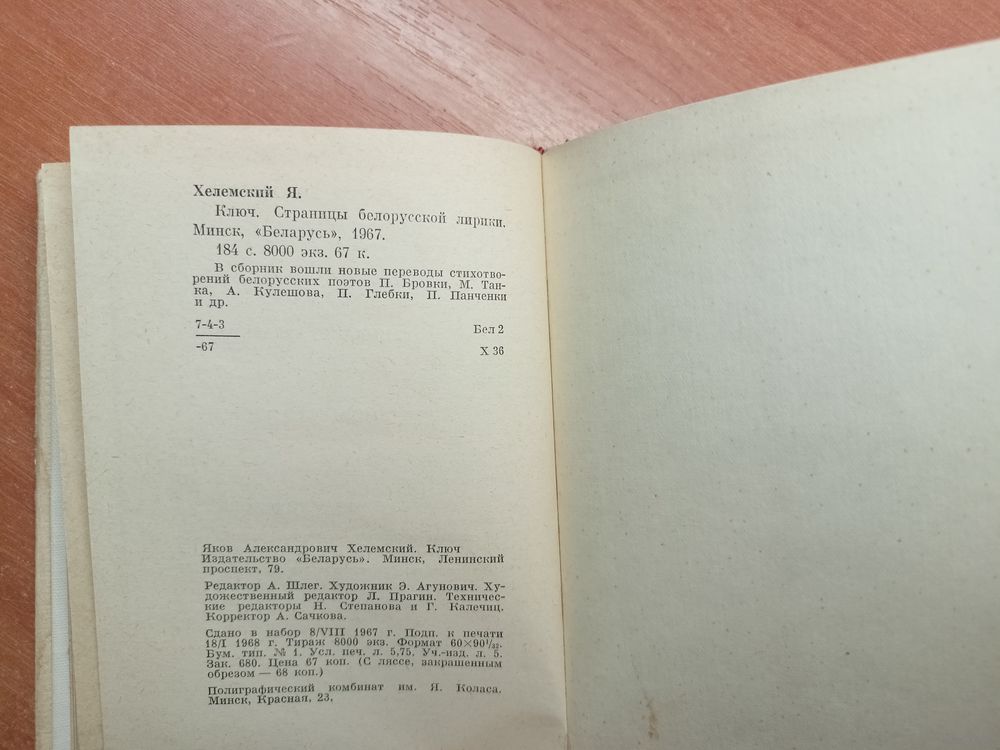 Хелемский Я.
Ключ. Страницы белорусской лирики.
Минск, «Беларусь», 1967.
184 с. 8000 экз. 67 к.
В сборник вошли новые переводы стихотво-
рений белорусских поэтов П. Бровки, М. Тан-
ка, А. Кулешова, П. Глебки, П. Панченки
и др.
7-4-3 Бел 2
-67 Х 36
Яков Александрович Хелемский. Ключ
Издательство «Беларусь». Минск, Ленинский
проспект, 79.
Редактор А. Шлег. Художник Э. Агунович. Ху-
дожественный редактор Л. Прагин. Техничес-
кие редакторы Н. Степанова и Г. Калечиц.
Корректор А. Сачкова.
Сдано в набор 8/VIII 1967 г. Подп. к печати
18/I 1968 г. Тираж 8000 экз. Формат 60×90¹/₃₂.
Бум. тип. № 1. Усл. печ. л. 5,75. Уч.-изд. л. 5.
Зак. 680. Цена 67 коп. (С ляссе, закрашенным
обрезом — 68 коп.)
Полиграфический комбинат им. Я. Коласа.
Минск, Красная, 23.